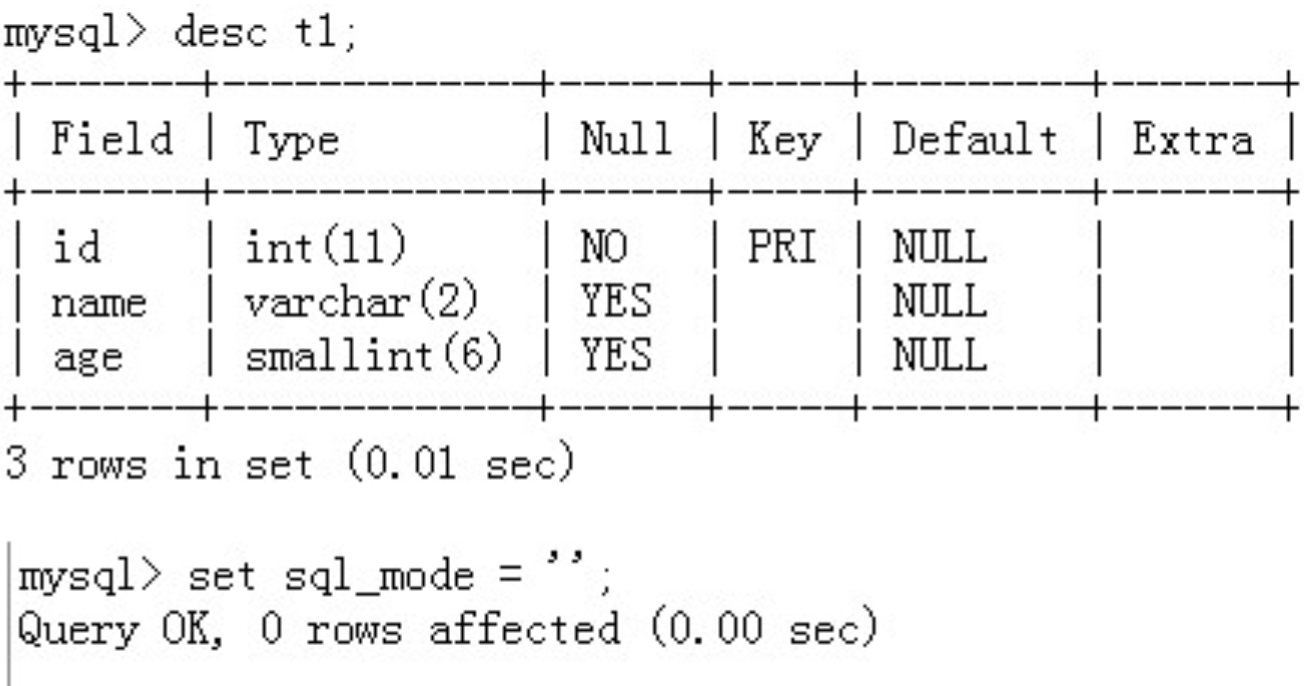 mysql> desc t1;
+-------+-------------+------+-----+---------+-------+
| Field | Type        | Null | Key | Default | Extra |
+-------+-------------+------+-----+---------+-------+
| id    | int(11)     | NO   | PRI | NULL    |       |
| name  | varchar(2)  | YES  |     | NULL    |       |
| age   | smallint(6) | YES  |     | NULL    |       |
+-------+-------------+------+-----+---------+-------+
3 rows in set (0.01 sec)
mysql> set sql_mode = '';
Query OK, 0 rows affected (0.00 sec)